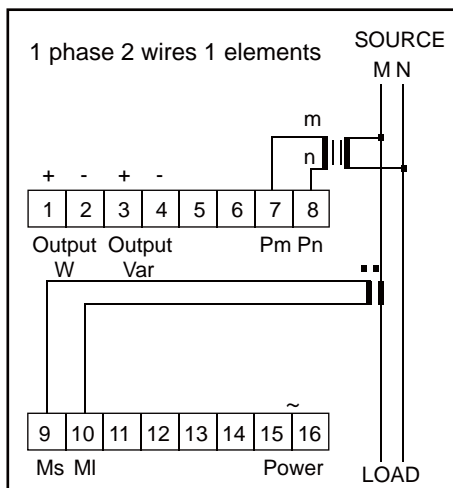 1 phase 2 wires 1 elements
SOURCE
M N
m
n
+ - + -
1 2 3 4 5 6 7 8
Output Output Pm Pn
W Var
~
9 10 11 12 13 14 15 16
Ms Ml Power
LOAD